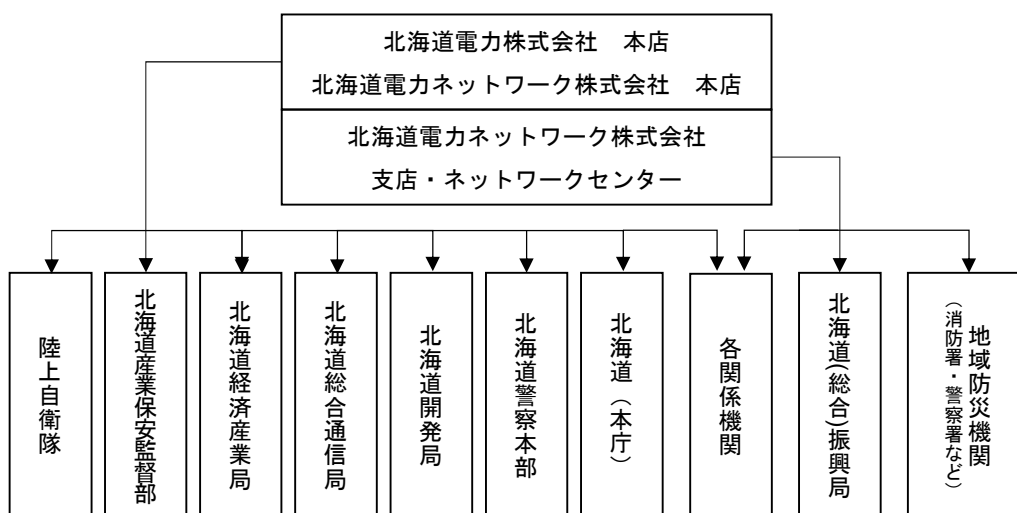 北海道電力株式会社　本店
北海道電力ネットワーク株式会社　本店
北海道電力ネットワーク株式会社
支店・ネットワークセンター
陸上自衛隊
北海道産業保安監督部
北海道経済産業局
北海道総合通信局
北海道開発局
北海道警察本部
北海道（本庁）
各関係機関
北海道(総合)振興局
地域防災機関
（消防署・警察署など）